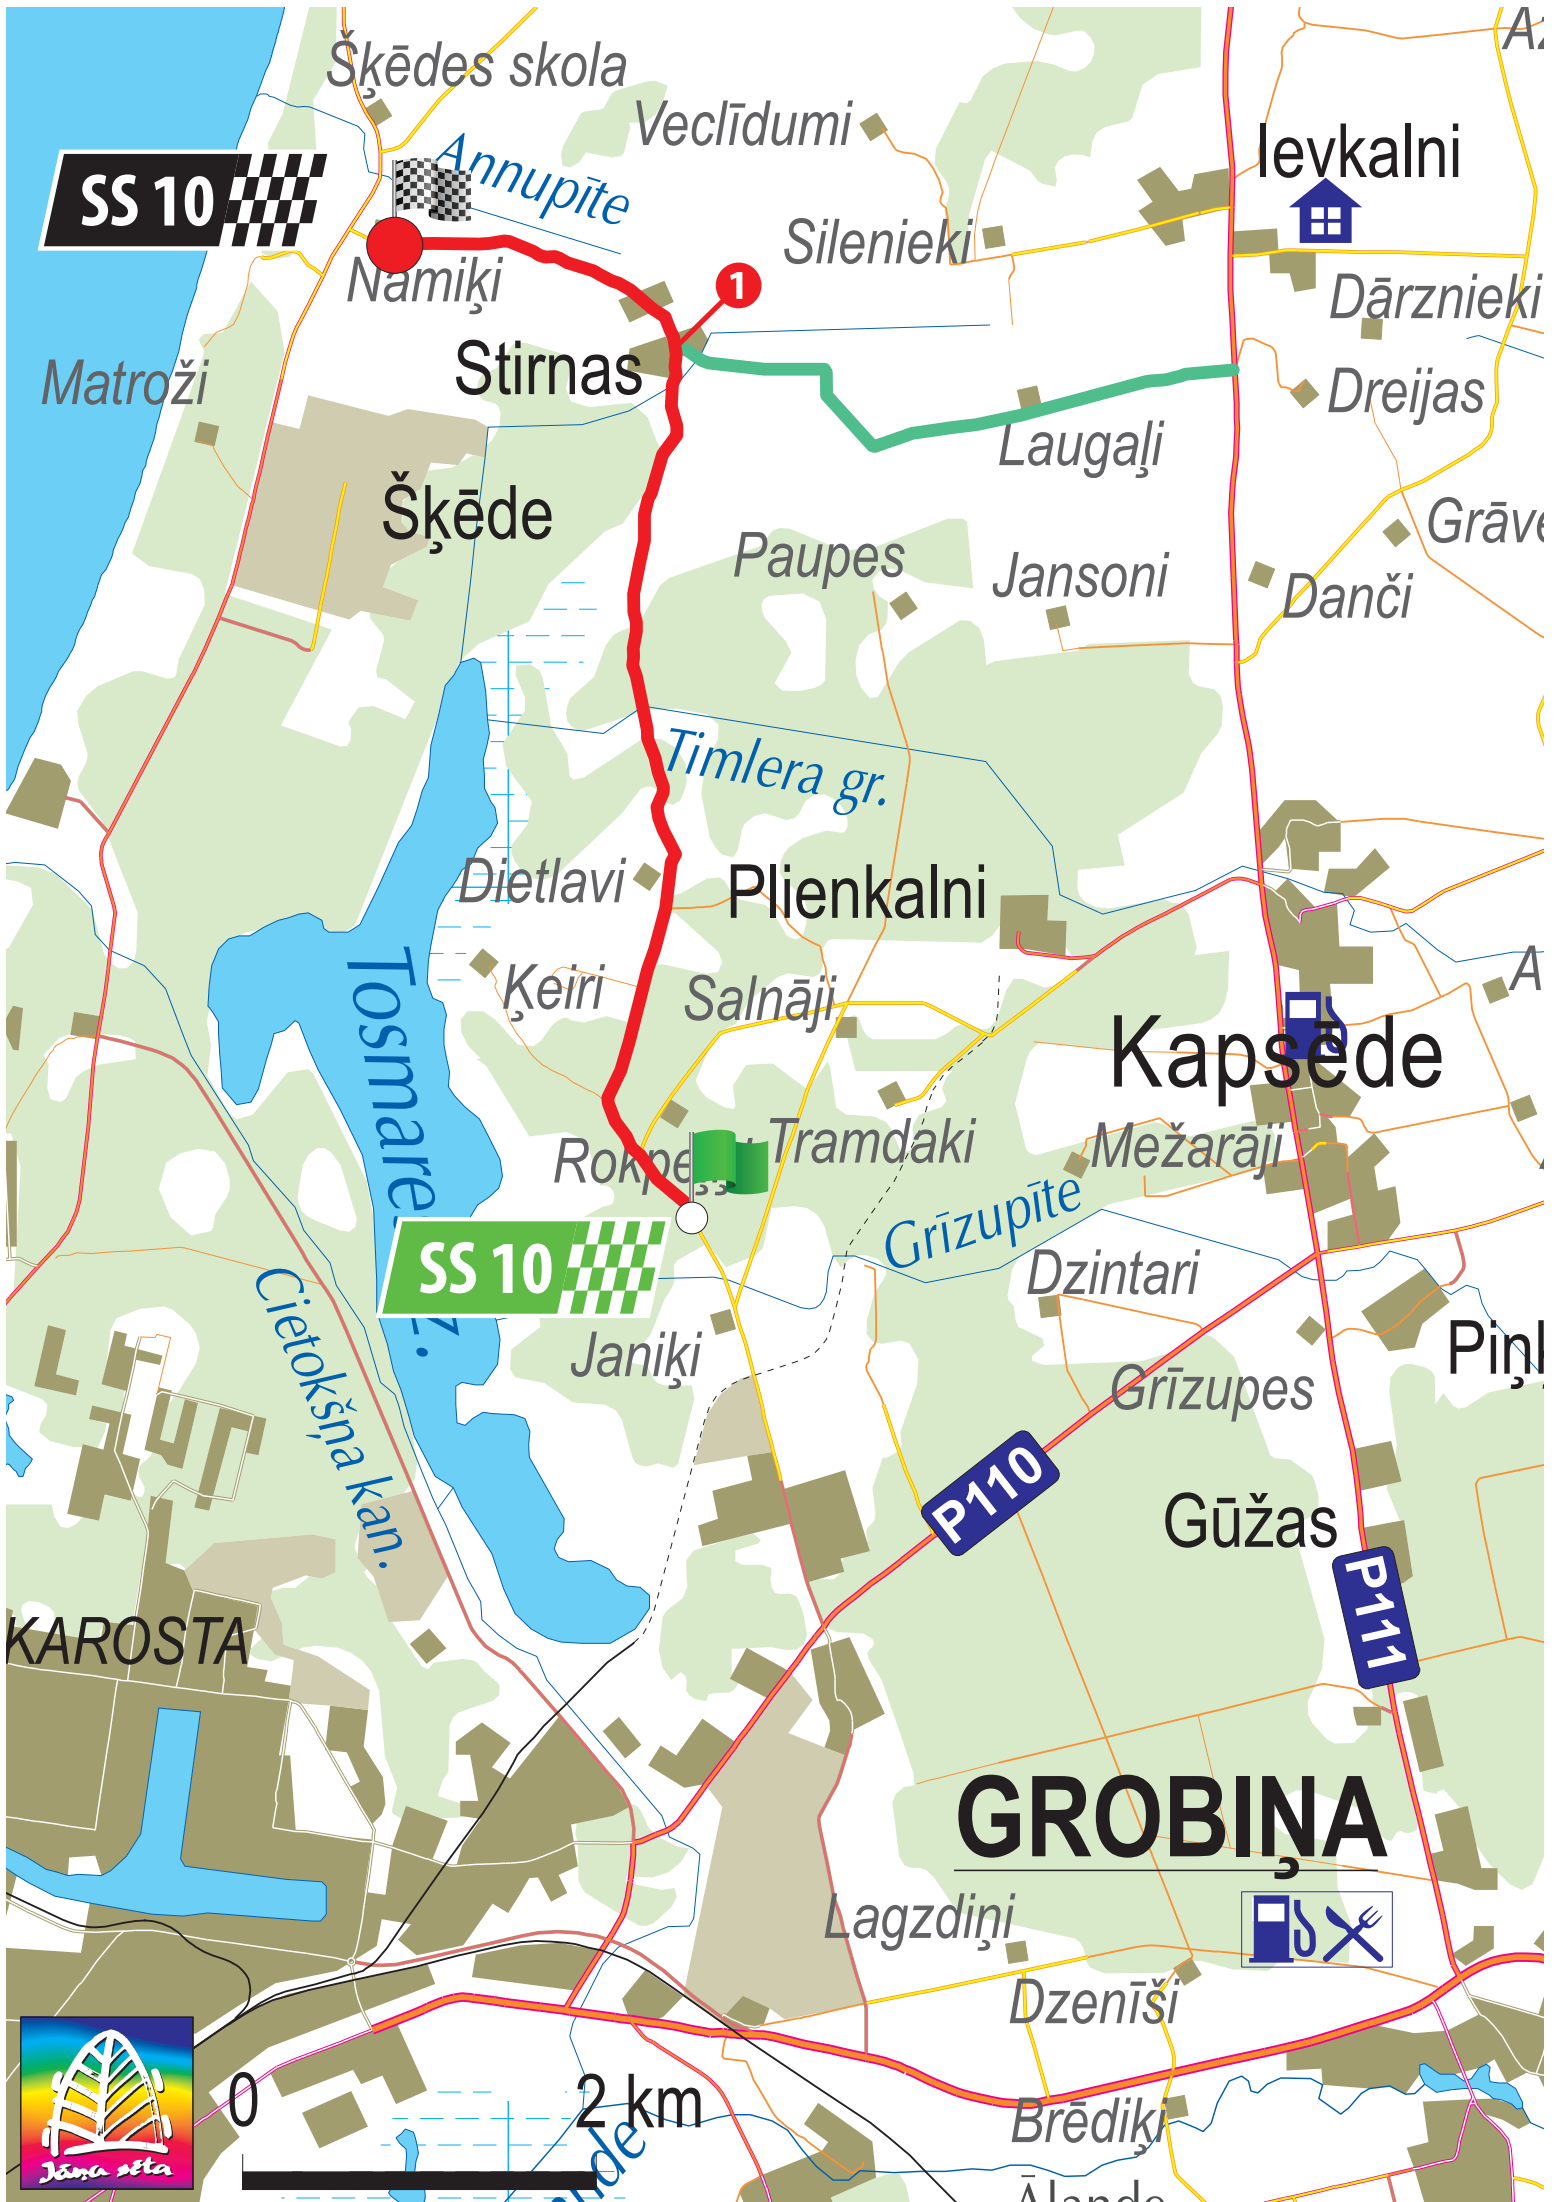 Šķēdes skola
Veclīdumi
Ievkalni
SS 10
Annupīte
Silenieki
Namiķi
1
Dārznieki
Stirnas
Matroži
Dreijas
Laugaļi
Šķēde
Paupes
Jansoni
Danči
Timlera gr.
Dietlavi
Plienkalni
Ķeiri
Salnāji
Tosmares
Kapsēde
Tramdaki
Mežarāji
Grīzupīte
SS 10
Dzintari
Cietokšņa kan.
Janiķi
Grīzupes
P110
Gūžas
P111
KAROSTA
GROBIŅA
Lagzdiņi
Dzenīši
0
2 km
Brēdiķi
Jāņa sēta